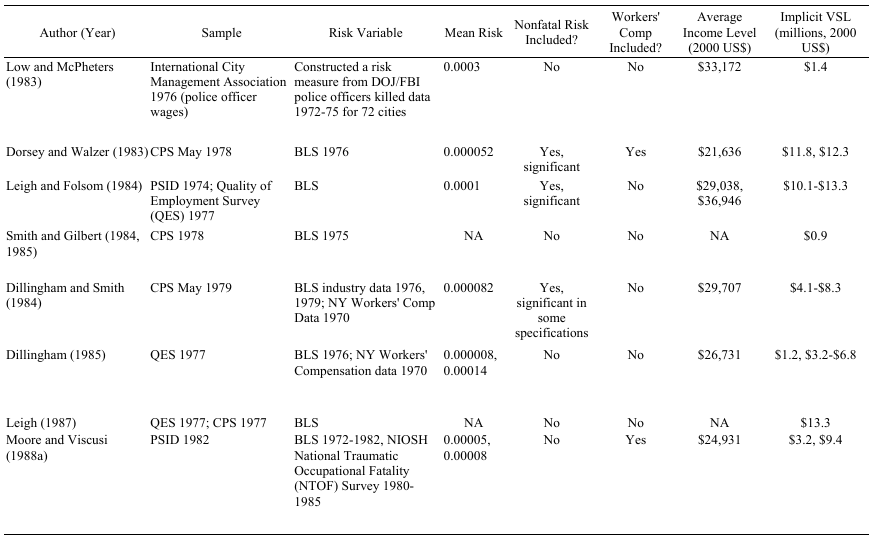 Author (Year) Sample Risk Variable Mean Risk Nonfatal Risk Included? Workers' Comp Included? Average Income Level (2000 US$) Implicit VSL (millions, 2000 US$)
Low and McPheters (1983) International City Management Association 1976 (police officer wages) Constructed a risk measure from DOJ/FBI police officers killed data 1972-75 for 72 cities 0.0003 No No $33,172 $1.4
Dorsey and Walzer (1983) CPS May 1978 BLS 1976 0.000052 Yes, significant Yes $21,636 $11.8, $12.3
Leigh and Folsom (1984) PSID 1974; Quality of Employment Survey (QES) 1977 BLS 0.0001 Yes, significant No $29,038, $36,946 $10.1-$13.3
Smith and Gilbert (1984, 1985) CPS 1978 BLS 1975 NA No No NA $0.9
Dillingham and Smith (1984) CPS May 1979 BLS industry data 1976, 1979; NY Workers' Comp Data 1970 0.000082 Yes, significant in some specifications No $29,707 $4.1-$8.3
Dillingham (1985) QES 1977 BLS 1976; NY Workers' Compensation data 1970 0.000008, 0.00014 No No $26,731 $1.2, $3.2-$6.8
Leigh (1987) QES 1977; CPS 1977 BLS NA No No NA $13.3
Moore and Viscusi (1988a) PSID 1982 BLS 1972-1982, NIOSH National Traumatic Occupational Fatality (NTOF) Survey 1980-1985 0.00005, 0.00008 No Yes $24,931 $3.2, $9.4